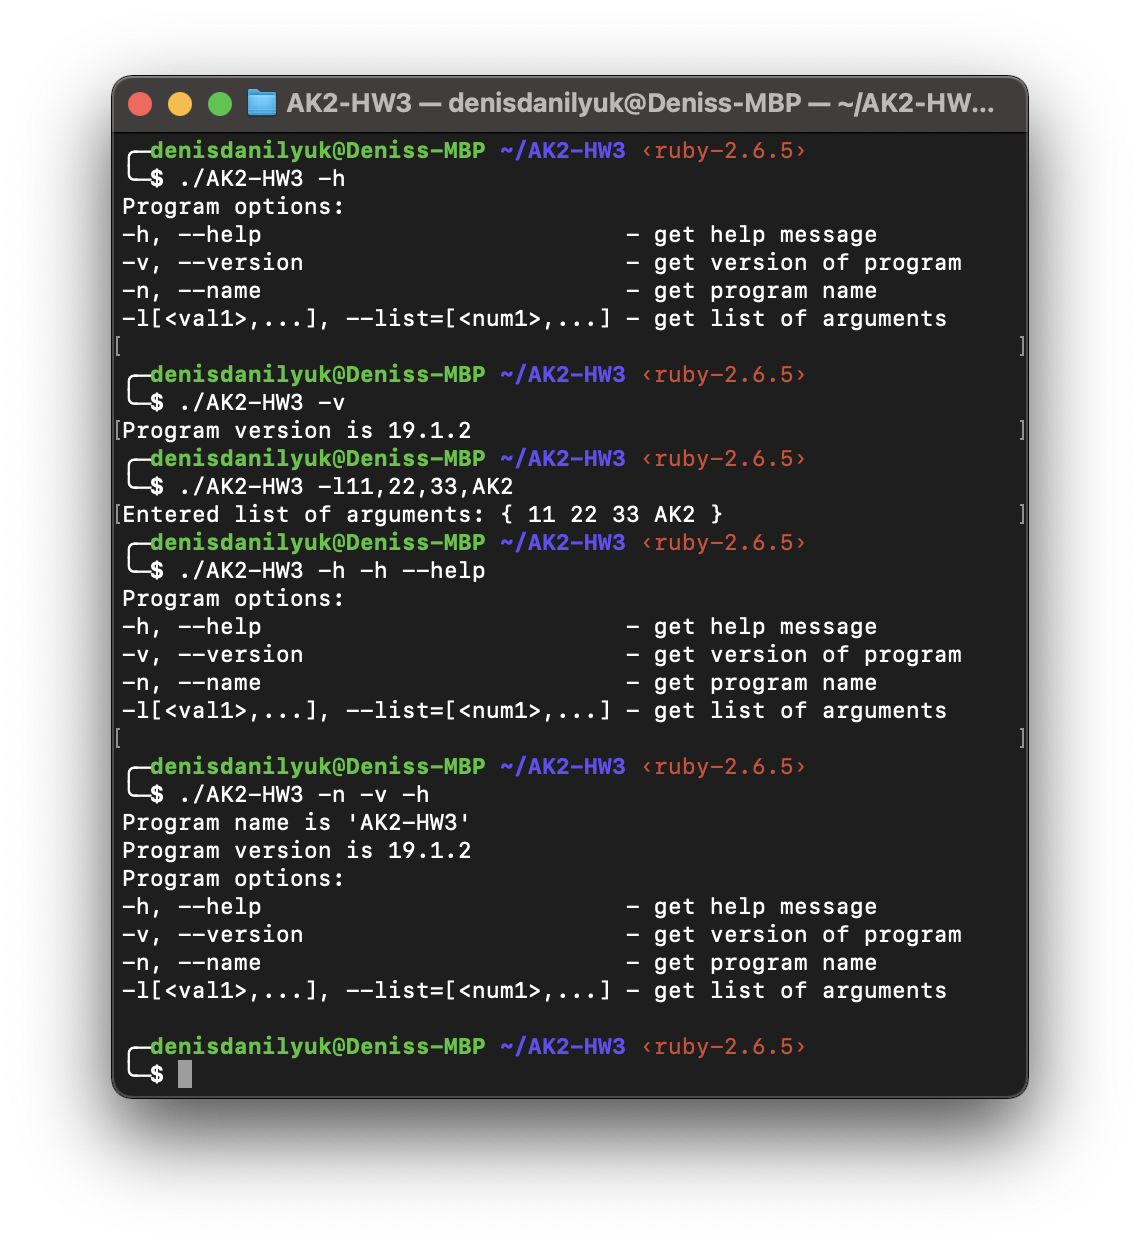 AK2-HW3 — denisdanilyuk@Deniss-MBP — ~/AK2-HW...
denisdanilyuk@Deniss-MBP ~/AK2-HW3 ‹ruby-2.6.5›
$ ./AK2-HW3 -h
Program options:
-h, --help                          - get help message
-v, --version                       - get version of program
-n, --name                          - get program name
-l[<val1>,...], --list=[<num1>,...] - get list of arguments
[ ]
denisdanilyuk@Deniss-MBP ~/AK2-HW3 ‹ruby-2.6.5›
$ ./AK2-HW3 -v
[Program version is 19.1.2 ]
denisdanilyuk@Deniss-MBP ~/AK2-HW3 ‹ruby-2.6.5›
$ ./AK2-HW3 -l11,22,33,AK2
[Entered list of arguments: { 11 22 33 AK2 } ]
denisdanilyuk@Deniss-MBP ~/AK2-HW3 ‹ruby-2.6.5›
$ ./AK2-HW3 -h -h --help
Program options:
-h, --help                          - get help message
-v, --version                       - get version of program
-n, --name                          - get program name
-l[<val1>,...], --list=[<num1>,...] - get list of arguments
[ ]
denisdanilyuk@Deniss-MBP ~/AK2-HW3 ‹ruby-2.6.5›
$ ./AK2-HW3 -n -v -h
Program name is 'AK2-HW3'
Program version is 19.1.2
Program options:
-h, --help                          - get help message
-v, --version                       - get version of program
-n, --name                          - get program name
-l[<val1>,...], --list=[<num1>,...] - get list of arguments
denisdanilyuk@Deniss-MBP ~/AK2-HW3 ‹ruby-2.6.5›
$